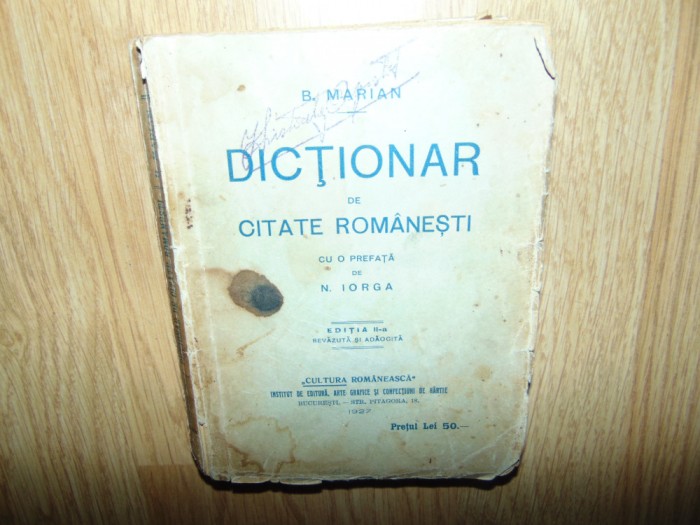 B. MARIAN
DICŢIONAR
DE
CITATE ROMÂNEŞTI
CU O PREFAŢĂ
DE
N. IORGA
EDIŢIA II-a
REVĂZUTĂ ŞI ADĂOGITĂ
„CULTURA ROMÂNEASCĂ"
INSTITUT DE EDITURĂ, ARTE GRAFICE ŞI CONFECŢIUNI DE HÂRTIE
BUCUREŞTI, – STR. PITAGORA, 18.
1927
Preţul Lei 50.—